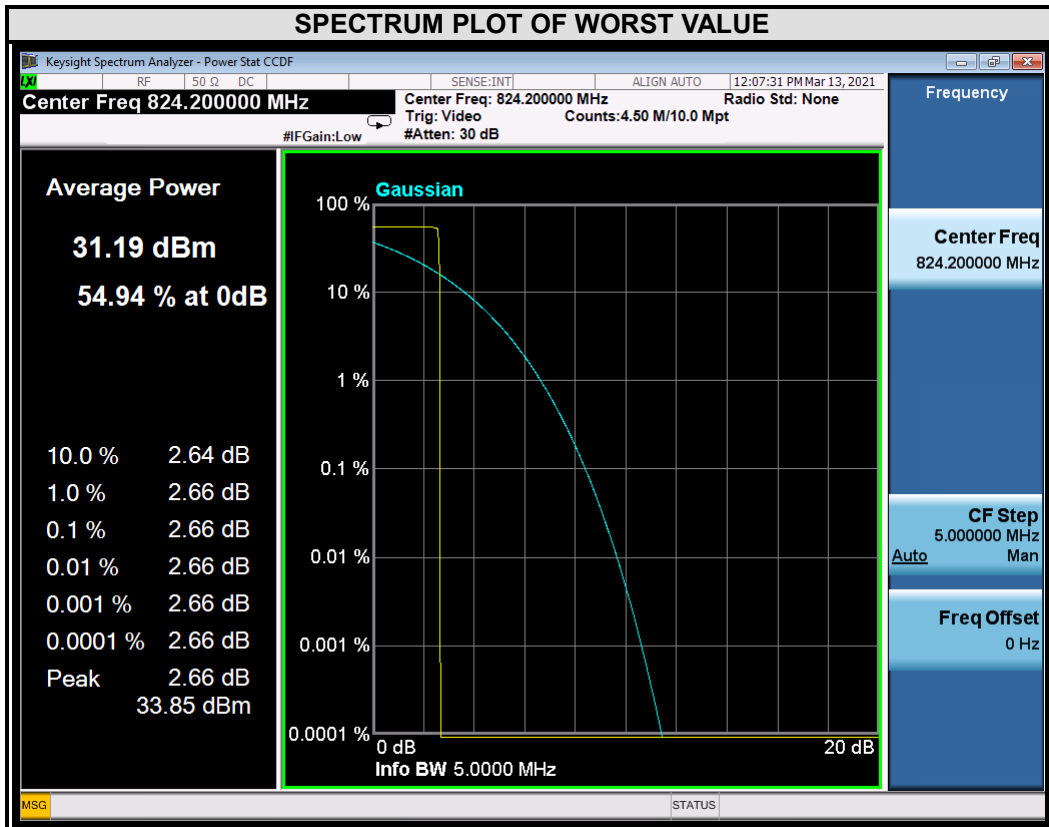 SPECTRUM PLOT OF WORST VALUE
Keysight Spectrum Analyzer - Power Stat CCDF
LXI RF 50 Ω DC SENSE:INT ALIGN AUTO 12:07:31 PM Mar 13, 2021
Center Freq 824.200000 MHz
Center Freq: 824.200000 MHz Radio Std: None
Trig: Video Counts:4.50 M/10.0 Mpt
#IFGain:Low #Atten: 30 dB
Frequency
Average Power
31.19 dBm
54.94 % at 0dB
10.0 % 2.64 dB
1.0 % 2.66 dB
0.1 % 2.66 dB
0.01 % 2.66 dB
0.001 % 2.66 dB
0.0001 % 2.66 dB
Peak 2.66 dB
33.85 dBm
Gaussian
100 %
10 %
1 %
0.1 %
0.01 %
0.001 %
0.0001 %
0 dB 20 dB
Info BW 5.0000 MHz
Center Freq
824.200000 MHz
CF Step
5.000000 MHz
Auto Man
Freq Offset
0 Hz
MSG STATUS